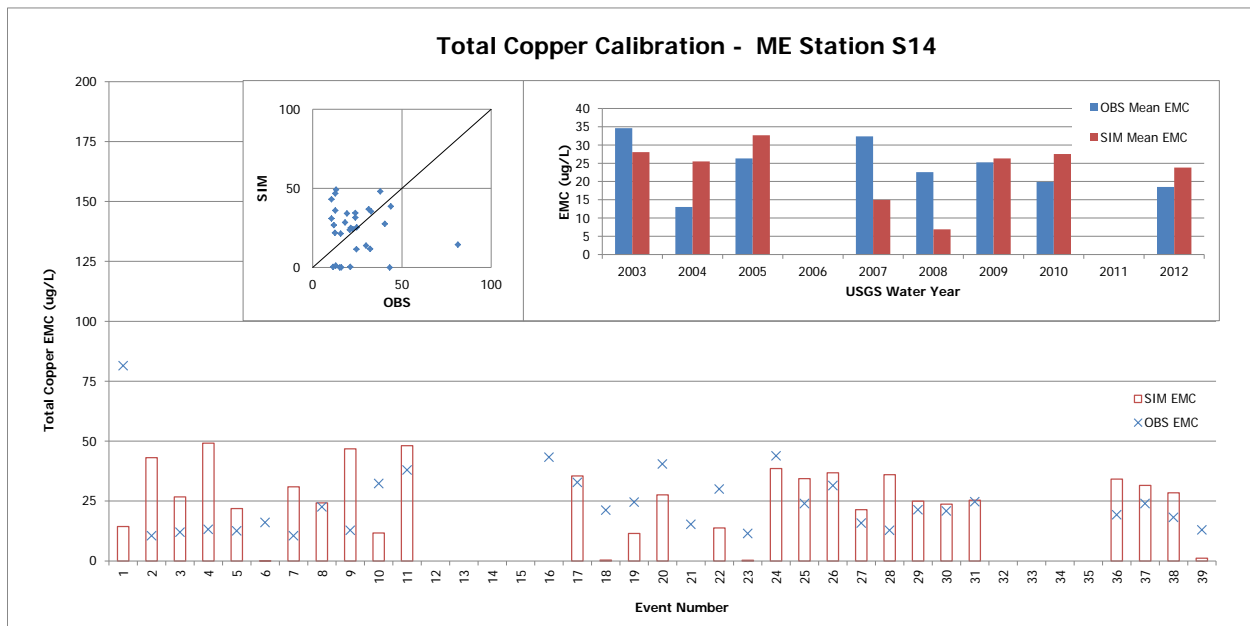 Total Copper Calibration - ME Station S14
200
175
150
125
100
75
50
25
0
Total Copper EMC (ug/L)
100
50
0
SIM
0 50 100
OBS
40
35
30
25
20
15
10
5
0
EMC (ug/L)
OBS Mean EMC
SIM Mean EMC
2003 2004 2005 2006 2007 2008 2009 2010 2011 2012
USGS Water Year
SIM EMC
OBS EMC
1 2 3 4 5 6 7 8 9 10 11 12 13 14 15 16 17 18 19 20 21 22 23 24 25 26 27 28 29 30 31 32 33 34 35 36 37 38 39
Event Number